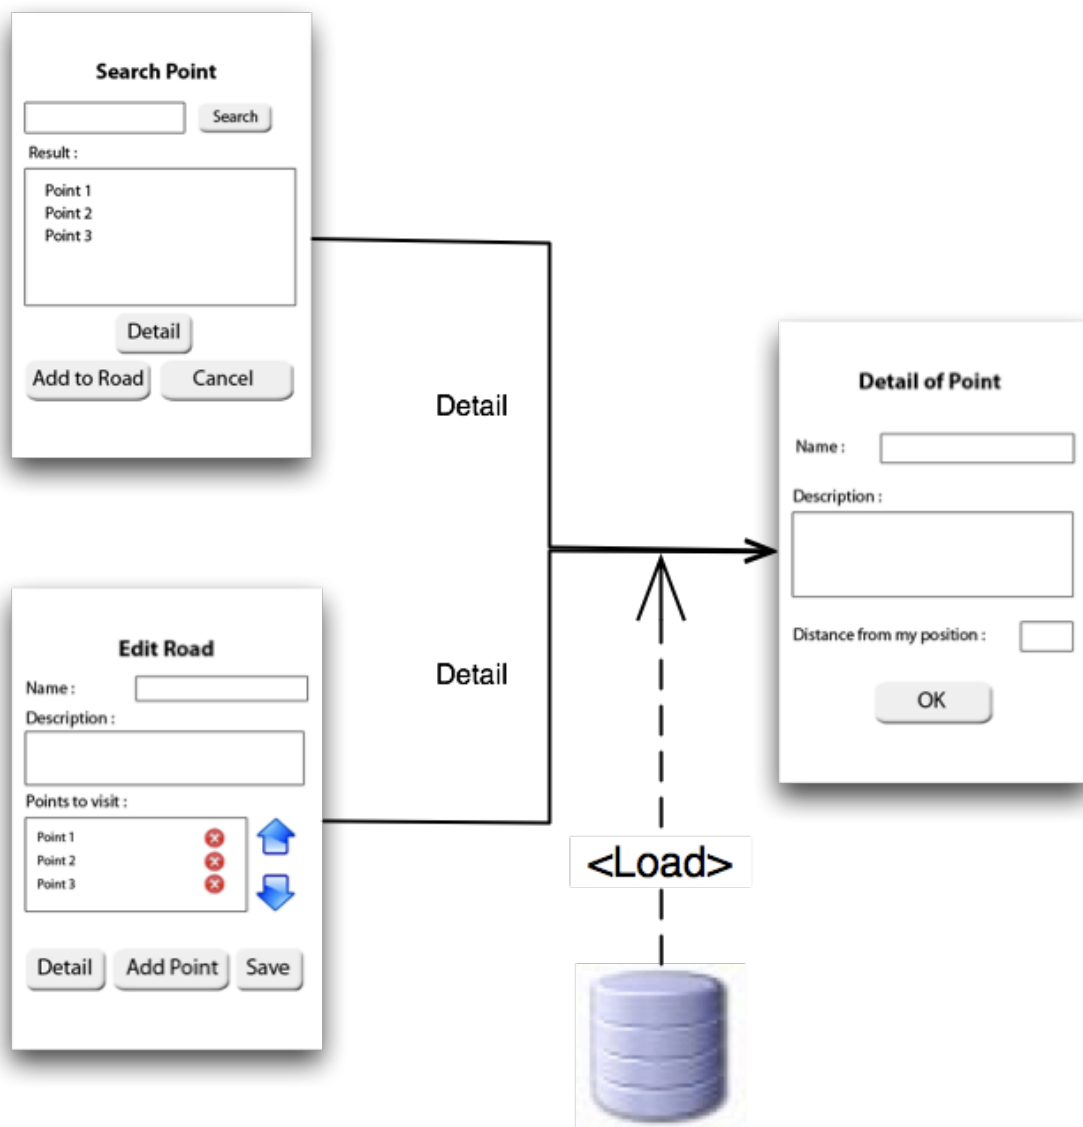 Search Point
Search
Result :
Point 1
Point 2
Point 3
Detail
Add to Road Cancel
Detail
Detail of Point
Name :
Description :
Distance from my position :
OK
Edit Road
Name :
Description :
Points to visit :
Point 1
Point 2
Point 3
Detail Add Point Save
Detail
<Load>